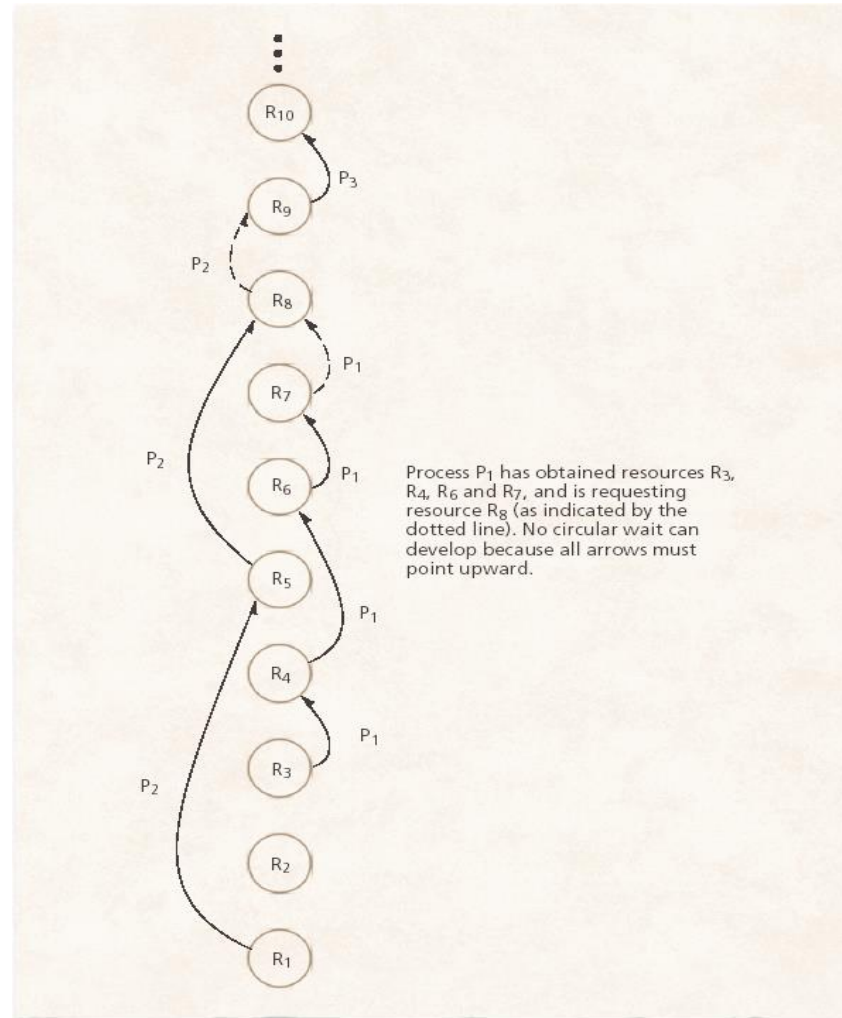 R10
P3
R9
P2
R8
P1
R7
P2
P1
R6
Process P1 has obtained resources R3,
R4, R6 and R7, and is requesting
resource R8 (as indicated by the
dotted line). No circular wait can
develop because all arrows must
point upward.
R5
P1
R4
P1
R3
P2
R2
R1